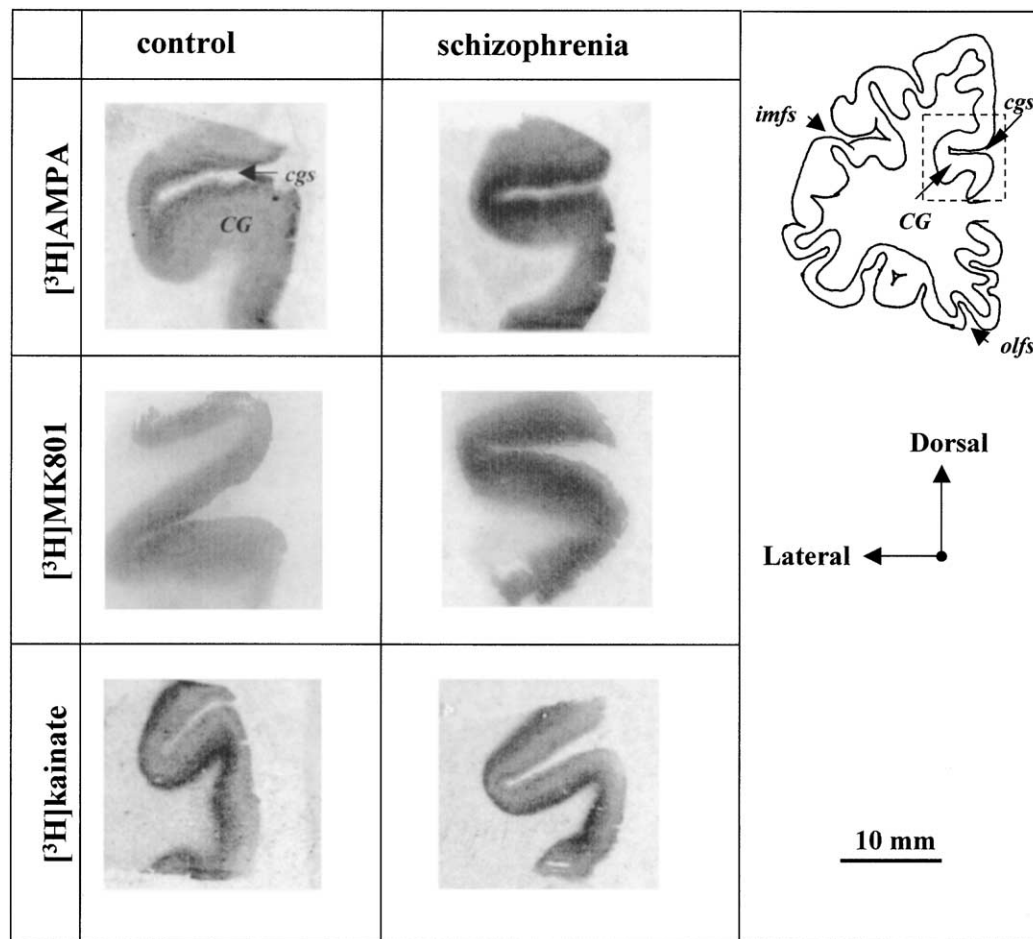 control
schizophrenia
[³H]AMPA
cgs
CG
imfs
cgs
CG
olfs
[³H]MK801
Dorsal
Lateral
[³H]kainate
10 mm